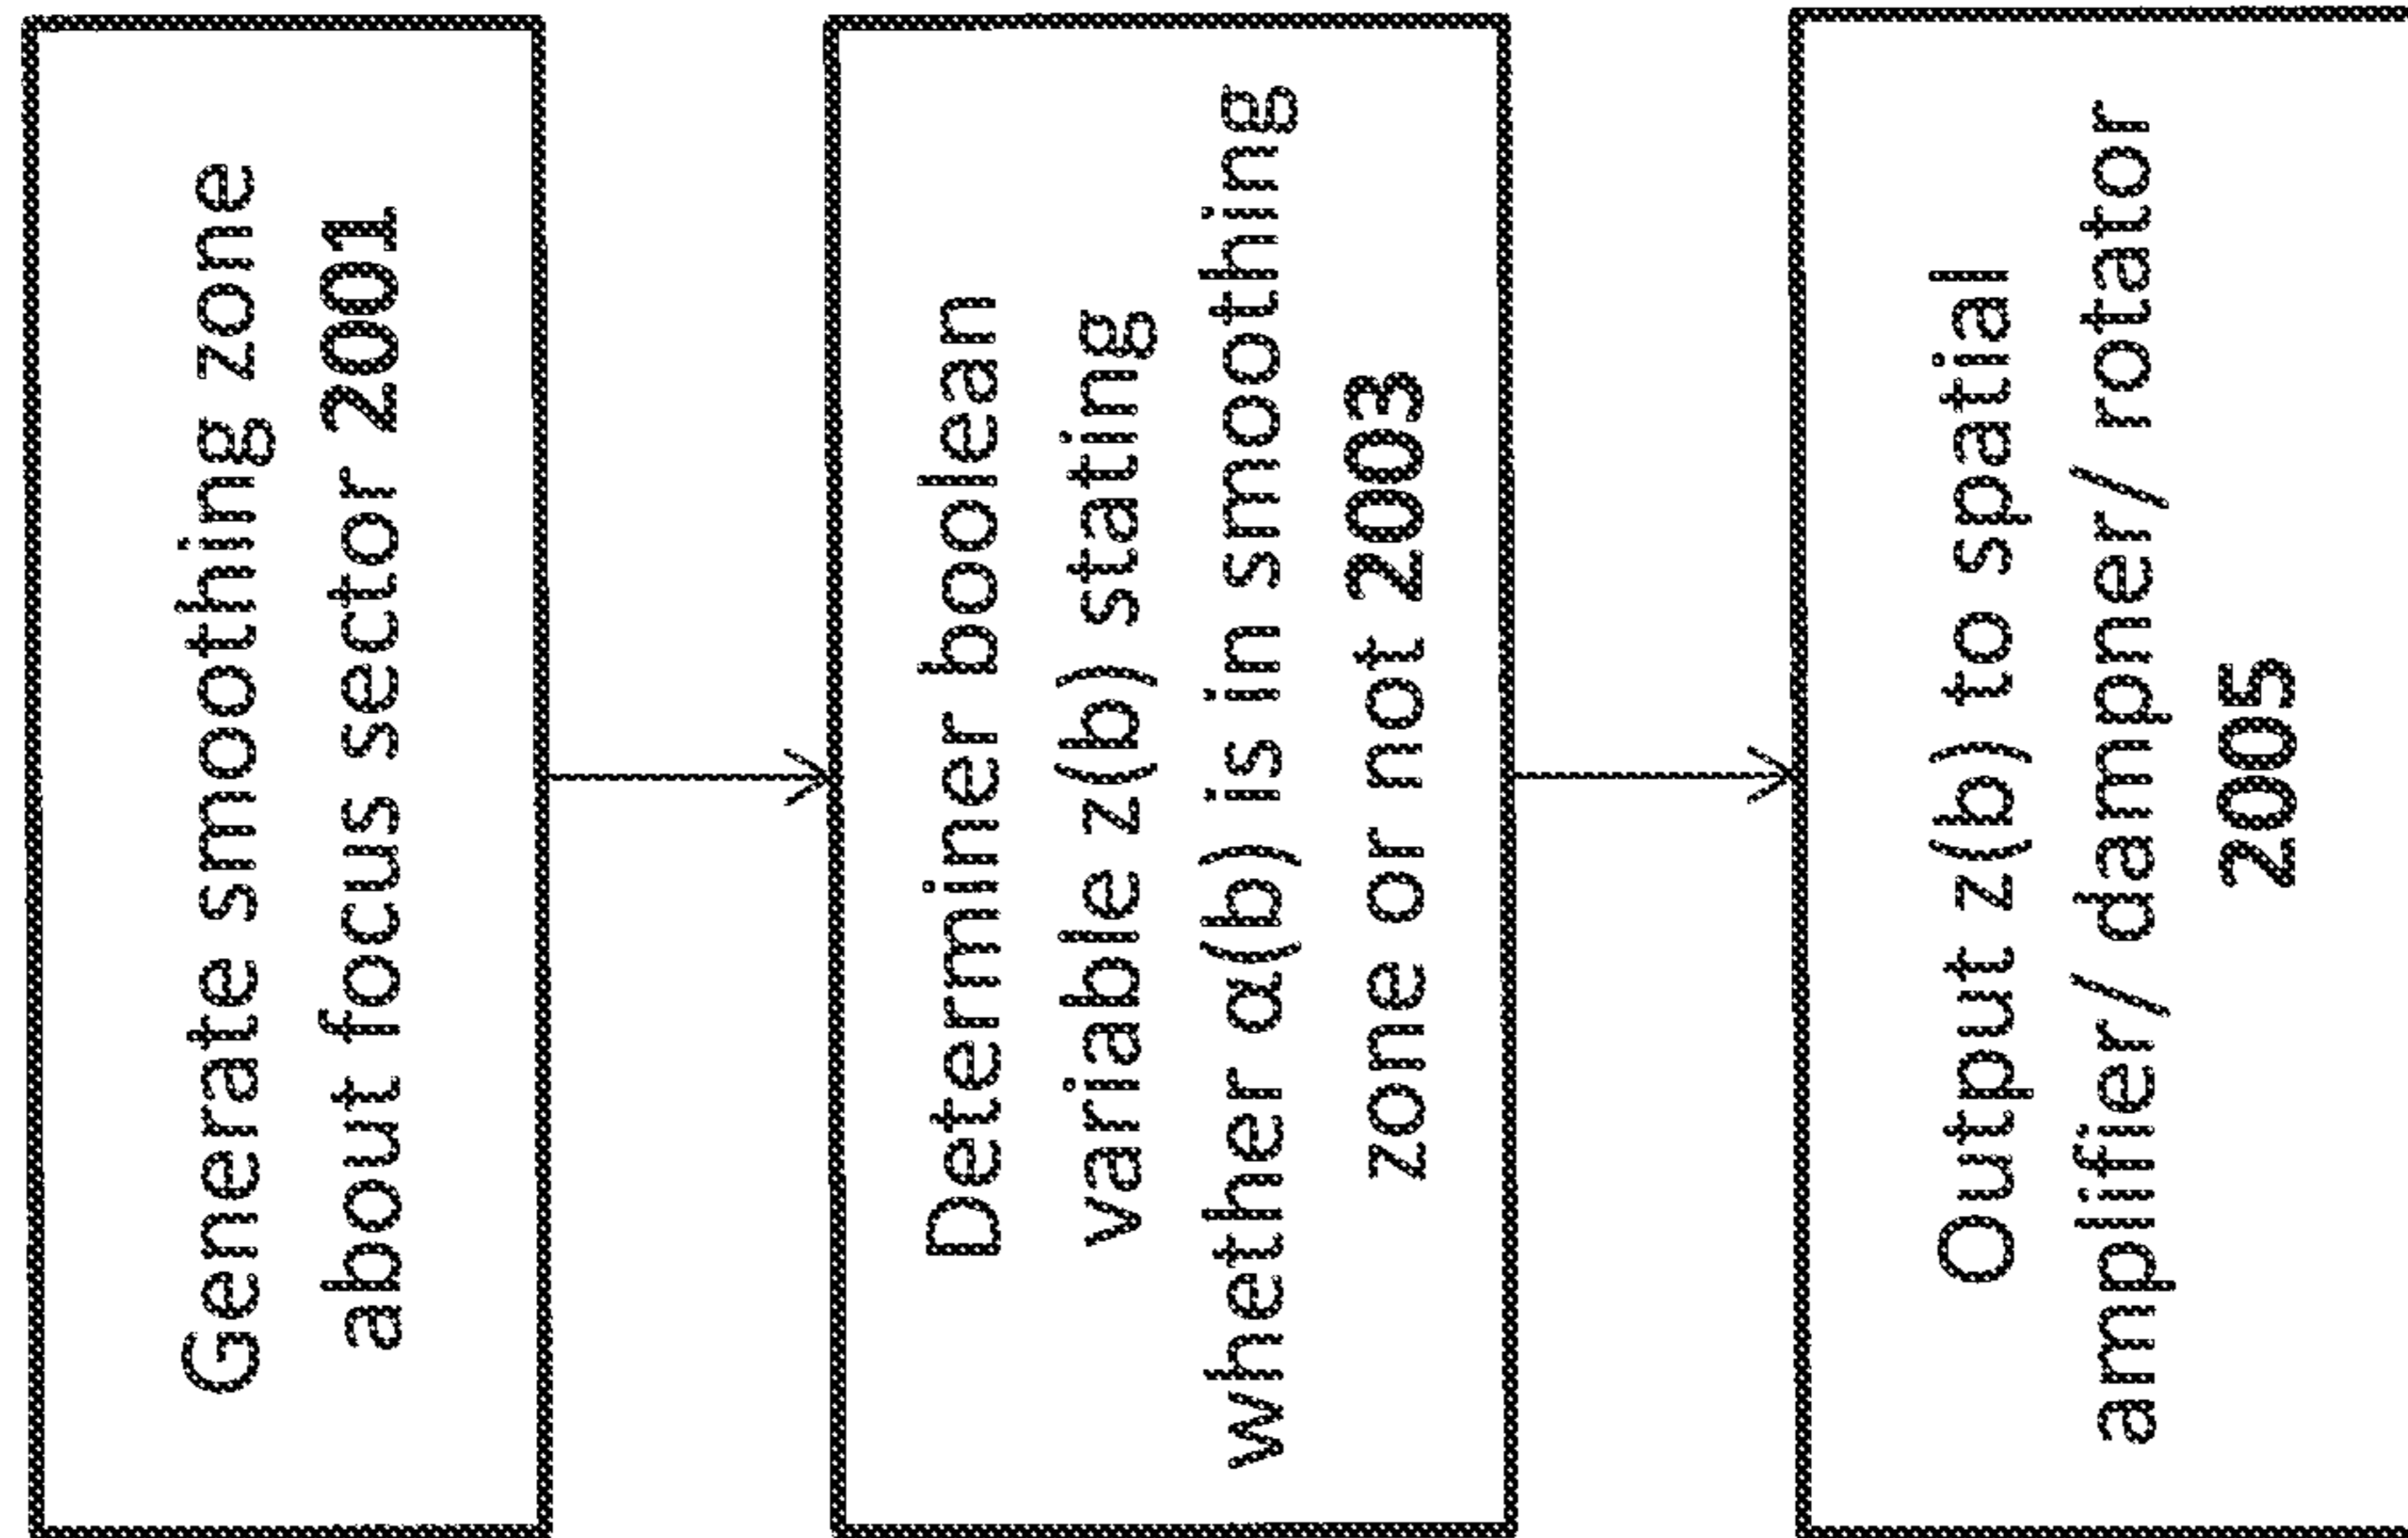 Generate smoothing zone
about focus sector 2001
Determiner boolean
variable z(b) stating
whether α(b) is in smoothing
zone or not 2003
Output z(b) to spatial
amplifier/ dampner/ rotator
2005